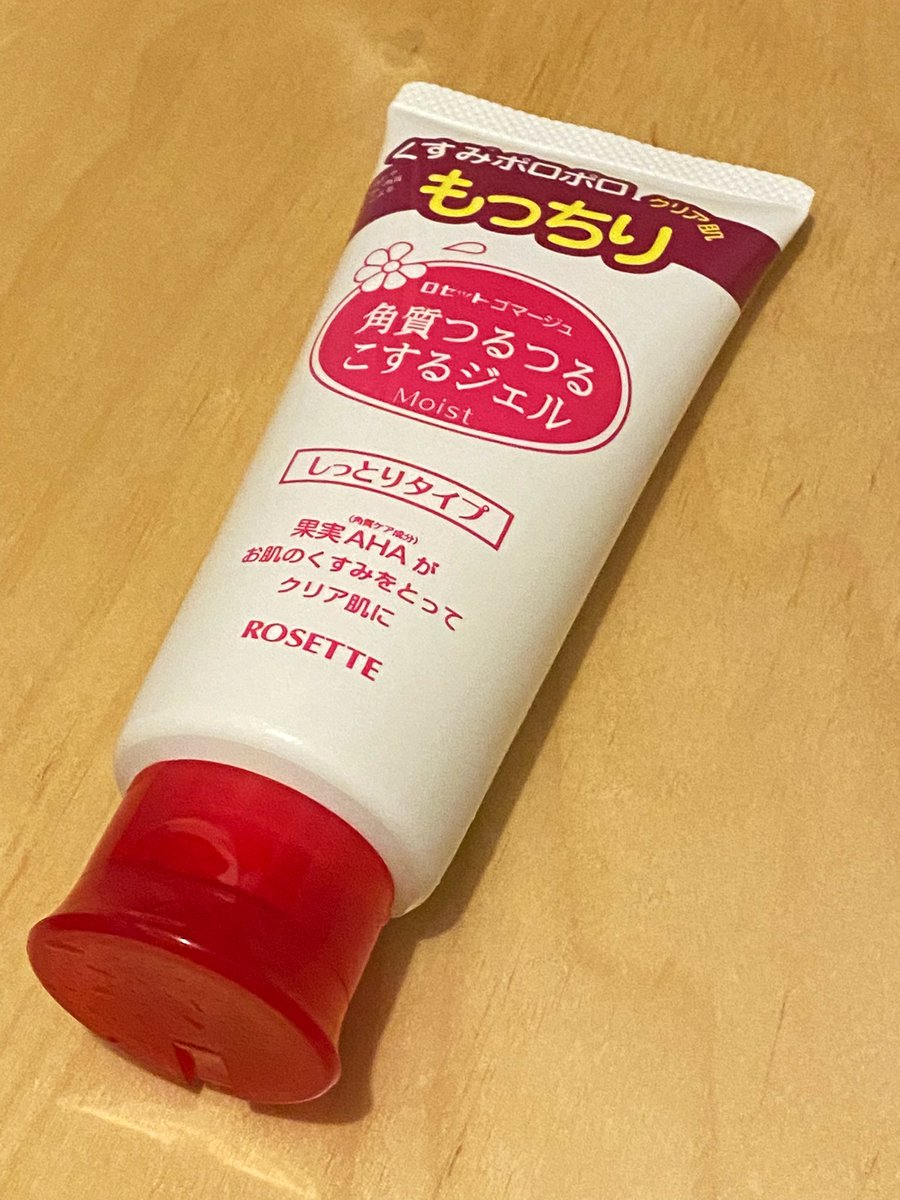 くすみポロポロ
もっちり
クリア肌
ロゼット ゴマージュ
角質つるつる
こするジェル
Moist
しっとりタイプ
(角質ケア成分)
果実AHAが
お肌のくすみをとって
クリア肌に
ROSETTE